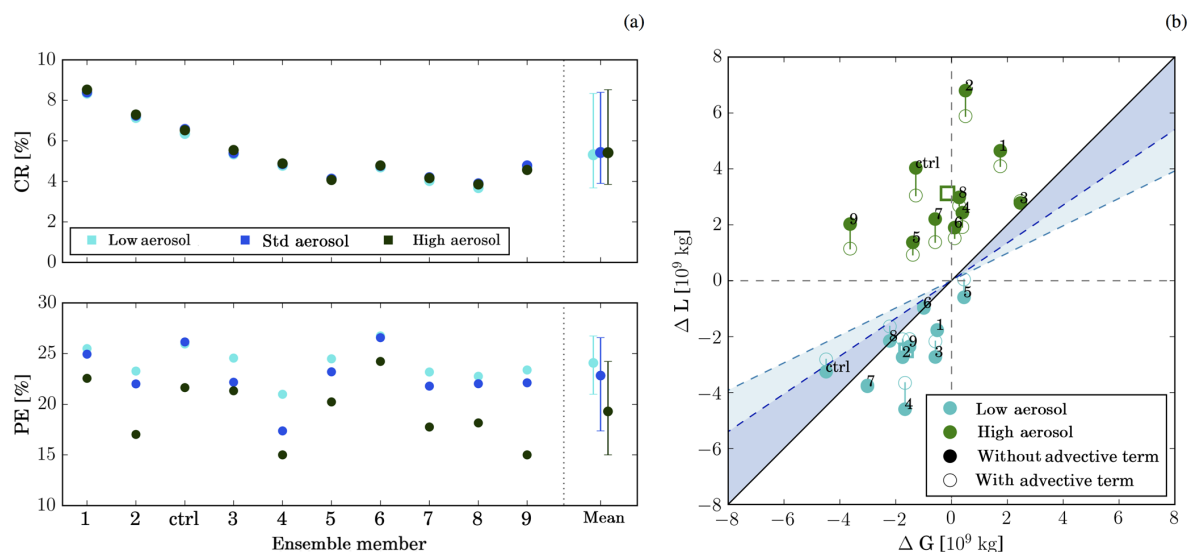 (a)
(b)
10
8
6
4
2
0
CR [%]
Low aerosol Std aerosol High aerosol
30
25
20
15
10
PE [%]
1 2 ctrl 3 4 5 6 7 8 9 Mean
Ensemble member
8
6
4
2
0
−2
−4
−6
−8
Δ L [10⁹ kg]
2
1
ctrl
8
3
4
7
9
6
5
5
6
1
8
9
2
3
ctrl
7
4
Low aerosol
High aerosol
Without advective term
With advective term
−8 −6 −4 −2 0 2 4 6 8
Δ G [10⁹ kg]